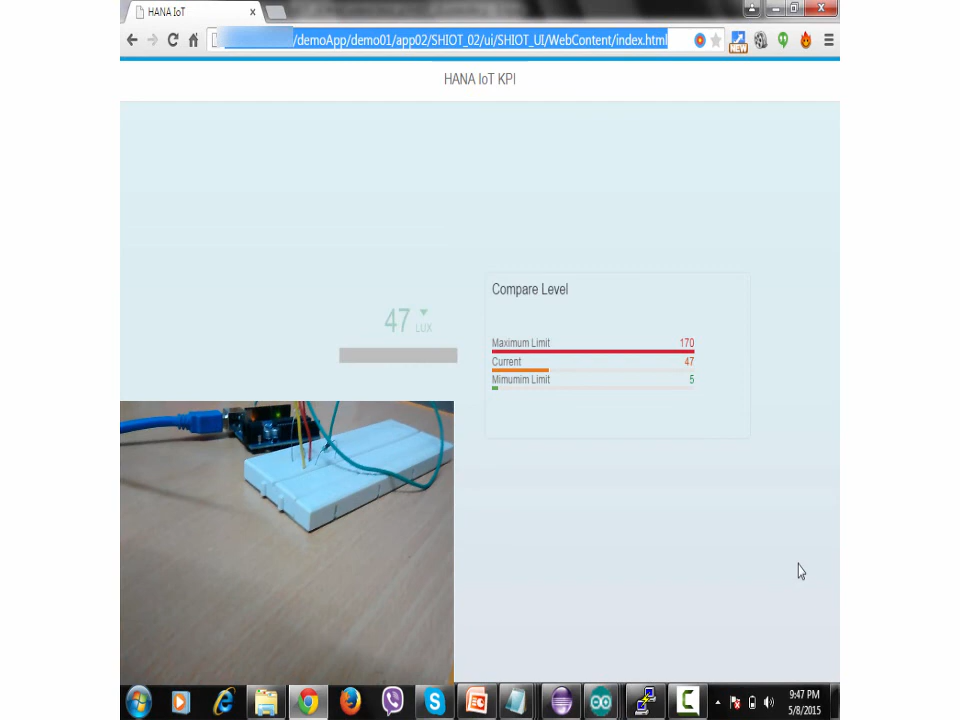 HANA IoT
/demoApp/demo01/app02/SHIOT_02/ui/SHIOT_UI/WebContent/index.html
NEW
HANA IoT KPI
47 LUX
Compare Level
Maximum Limit 170
Current 47
Mimumim Limit 5
9:47 PM
5/8/2015